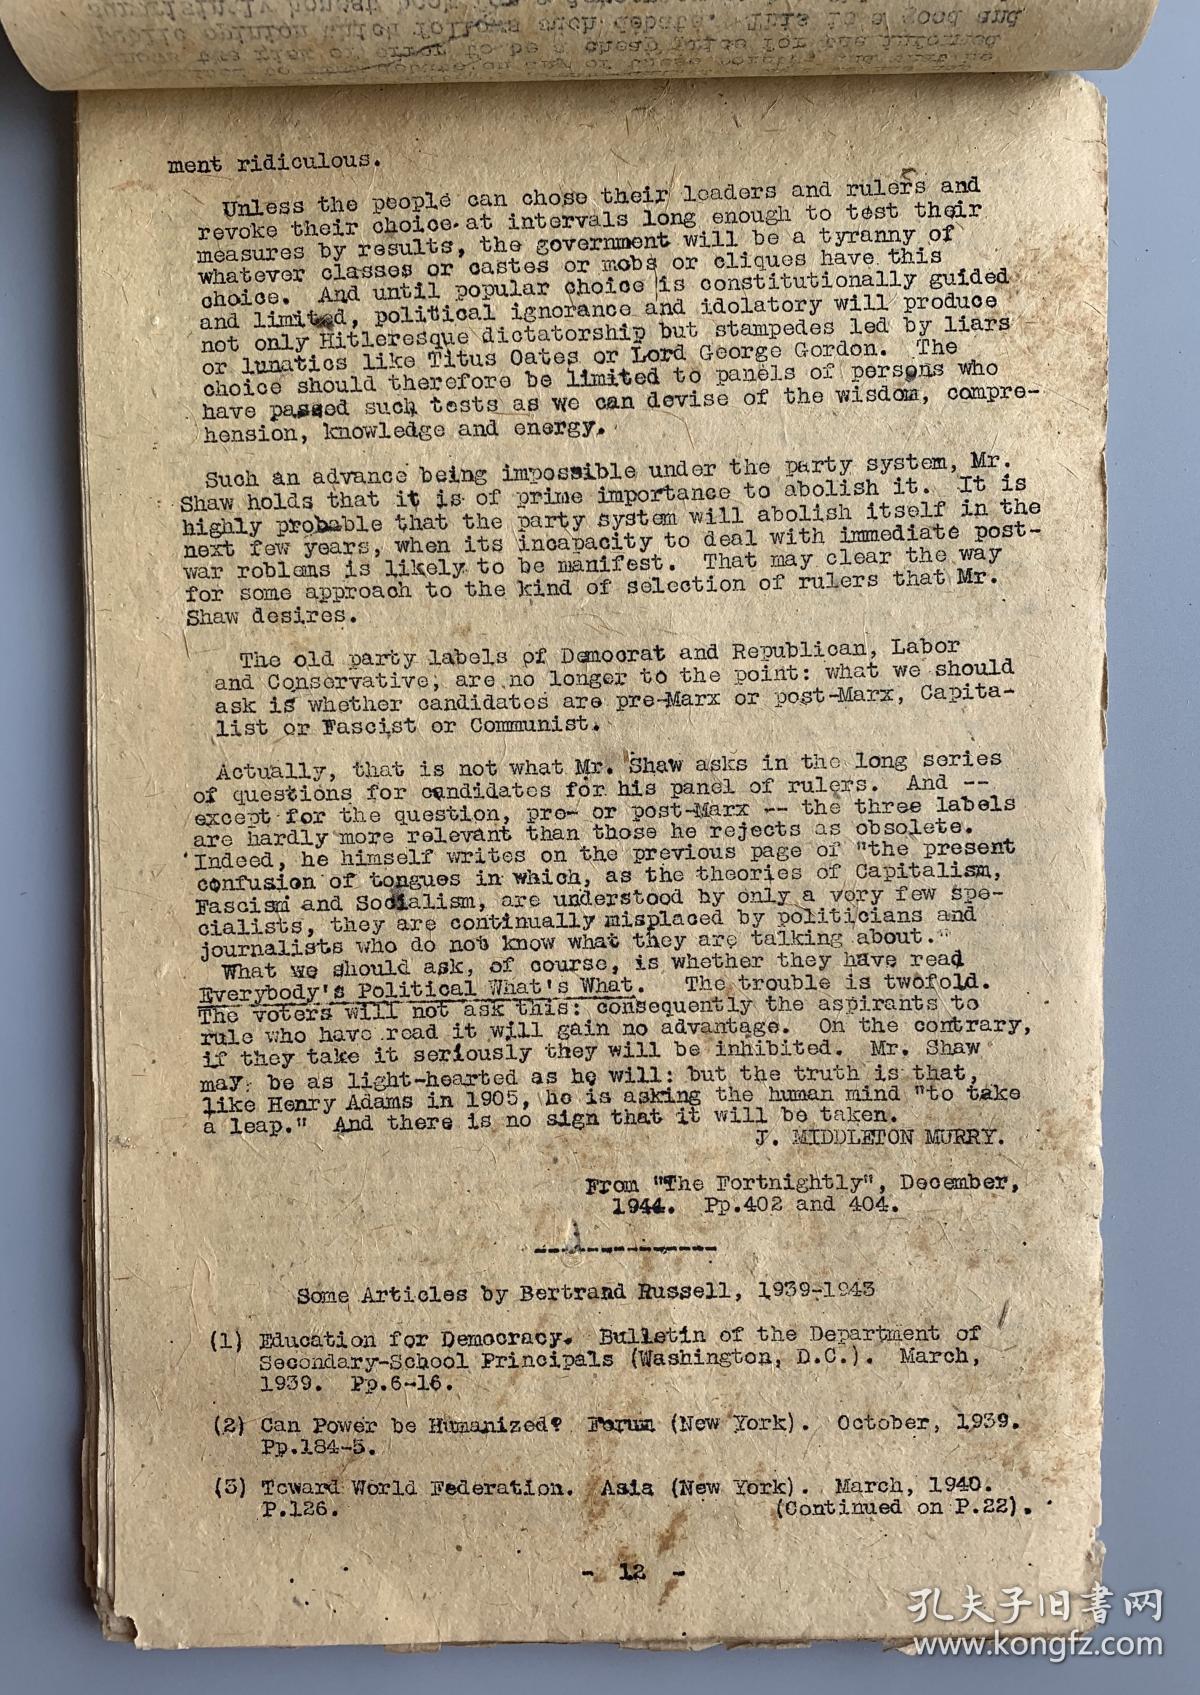 ment ridiculous.
Unless the people can chose their leaders and rulers and
revoke their choice at intervals long enough to test their
measures by results, the government will be a tyranny of
whatever classes or castes or mobs or cliques have this
choice. And until popular choice is constitutionally guided
and limited, political ignorance and idolatory will produce
not only Hitleresque dictatorship but stampedes led by liars
or lunatics like Titus Oates or Lord George Gordon. The
choice should therefore be limited to panels of persons who
have passed such tests as we can devise of the wisdom, compre-
hension, knowledge and energy.
Such an advance being impossible under the party system, Mr.
Shaw holds that it is of prime importance to abolish it. It is
highly probable that the party system will abolish itself in the
next few years, when its incapacity to deal with immediate post-
war roblems is likely to be manifest. That may clear the way
for some approach to the kind of selection of rulers that Mr.
Shaw desires.
The old party labels of Democrat and Republican, Labor
and Conservative, are no longer to the point: what we should
ask is whether candidates are pre-Marx or post-Marx, Capita-
list or Fascist or Communist.
Actually, that is not what Mr. Shaw asks in the long series
of questions for candidates for his panel of rulers. And --
except for the question, pre- or post-Marx -- the three labels
are hardly more relevant than those he rejects as obsolete.
Indeed, he himself writes on the previous page of "the present
confusion of tongues in which, as the theories of Capitalism,
Fascism and Socialism, are understood by only a very few spe-
cialists, they are continually misplaced by politicians and
journalists who do not know what they are talking about."
What we should ask, of course, is whether they have read
Everybody's Political What's What. The trouble is twofold.
The voters will not ask this: consequently the aspirants to
rule who have read it will gain no advantage. On the contrary,
if they take it seriously they will be inhibited. Mr. Shaw
may be as light-hearted as he will: but the truth is that,
like Henry Adams in 1905, he is asking the human mind "to take
a leap." And there is no sign that it will be taken.
J. MIDDLETON MURRY.
From "The Fortnightly", December,
1944. Pp.402 and 404.
--------------
Some Articles by Bertrand Russell, 1939-1943
(1) Education for Democracy. Bulletin of the Department of
Secondary-School Principals (Washington, D.C.). March,
1939. Pp.6-16.
(2) Can Power be Humanized? Forum (New York). October, 1939.
Pp.184-5.
(3) Toward World Federation. Asia (New York). March, 1940.
P.126. (Continued on P.22).
- 12 -
孔夫子旧書网
www.kongfz.com